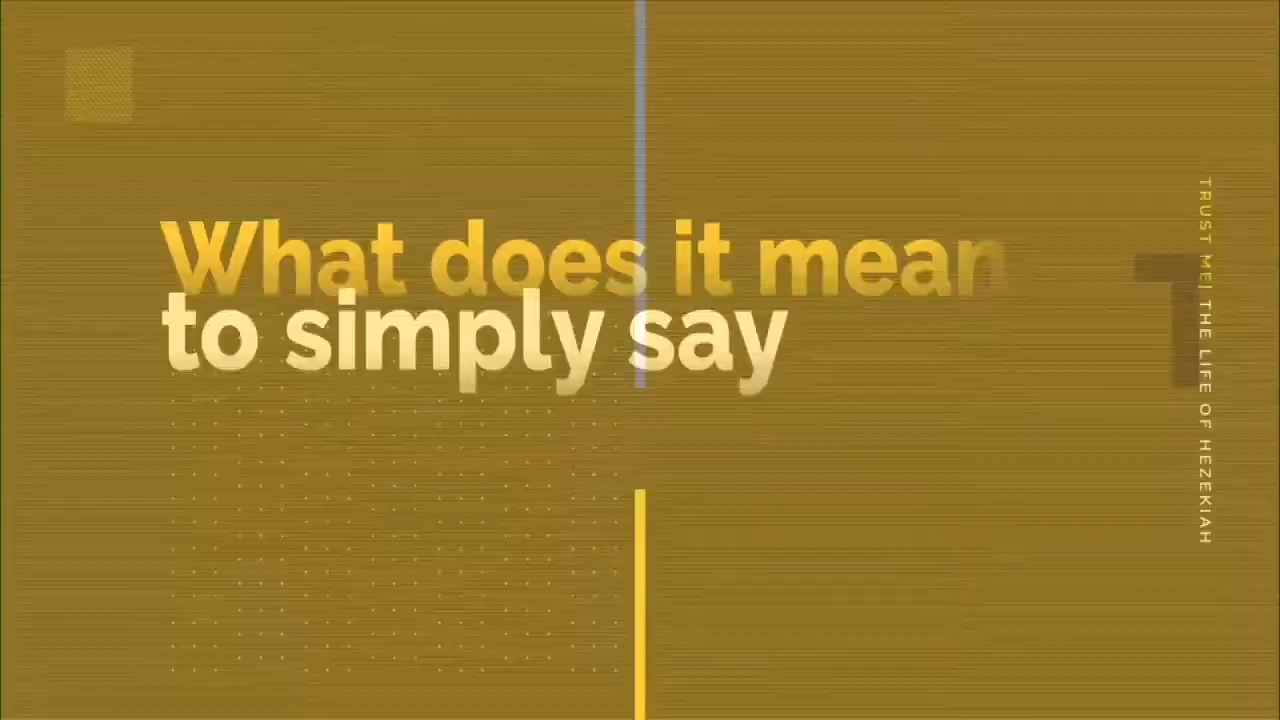 What does it mean
to simply say
TRUST ME| THE LIFE OF HEZEKIAH
T